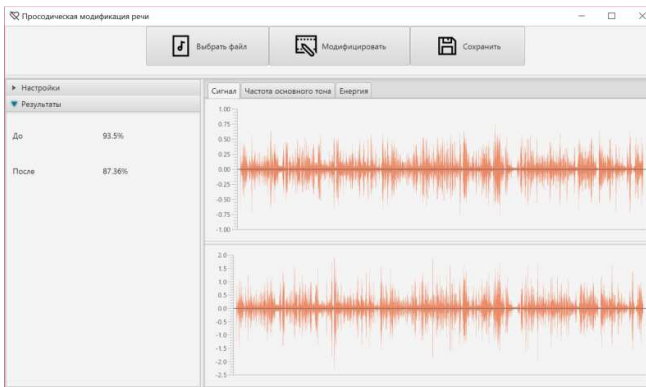 Просодическая модификация речи
Выбрать файл
Модифицировать
Сохранить
Настройки
Результаты
До 93.5%
После 87.36%
Сигнал Частота основного тона Енергия
1.00
0.75
0.50
0.25
0.00
-0.25
-0.50
-0.75
-1.00
2.0
1.5
1.0
0.5
0.0
-0.5
-1.0
-1.5
-2.0
-2.5